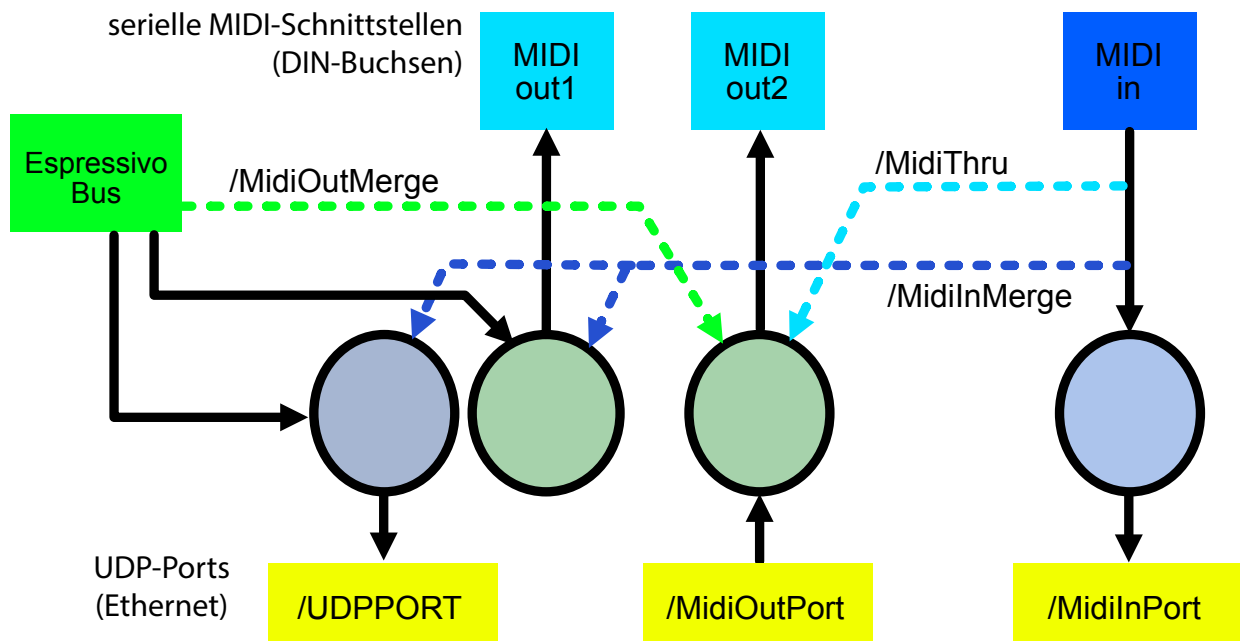 serielle MIDI-Schnittstellen
(DIN-Buchsen)
MIDI
out1
MIDI
out2
MIDI
in
Espressivo
Bus
/MidiOutMerge
/MidiThru
/MidiInMerge
UDP-Ports
(Ethernet)
/UDPPORT
/MidiOutPort
/MidiInPort